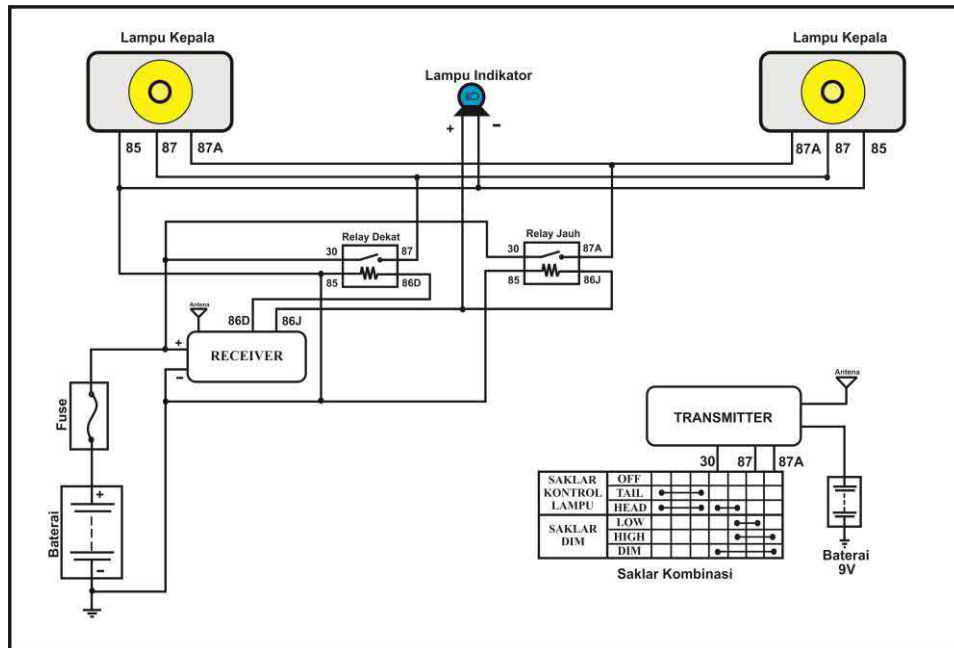 Lampu Kepala
Lampu Kepala
Lampu Indikator
+ −
85 87 87A
87A 87 85
Relay Dekat
30 87
85 86D
Relay Jauh
30 87A
85 86J
Antena
86D 86J
+
RECEIVER
−
Fuse
Baterai
+
−
Antena
TRANSMITTER
30 87 87A
SAKLAR KONTROL LAMPU
OFF
TAIL
HEAD
SAKLAR DIM
LOW
HIGH
DIM
Saklar Kombinasi
Baterai
9V